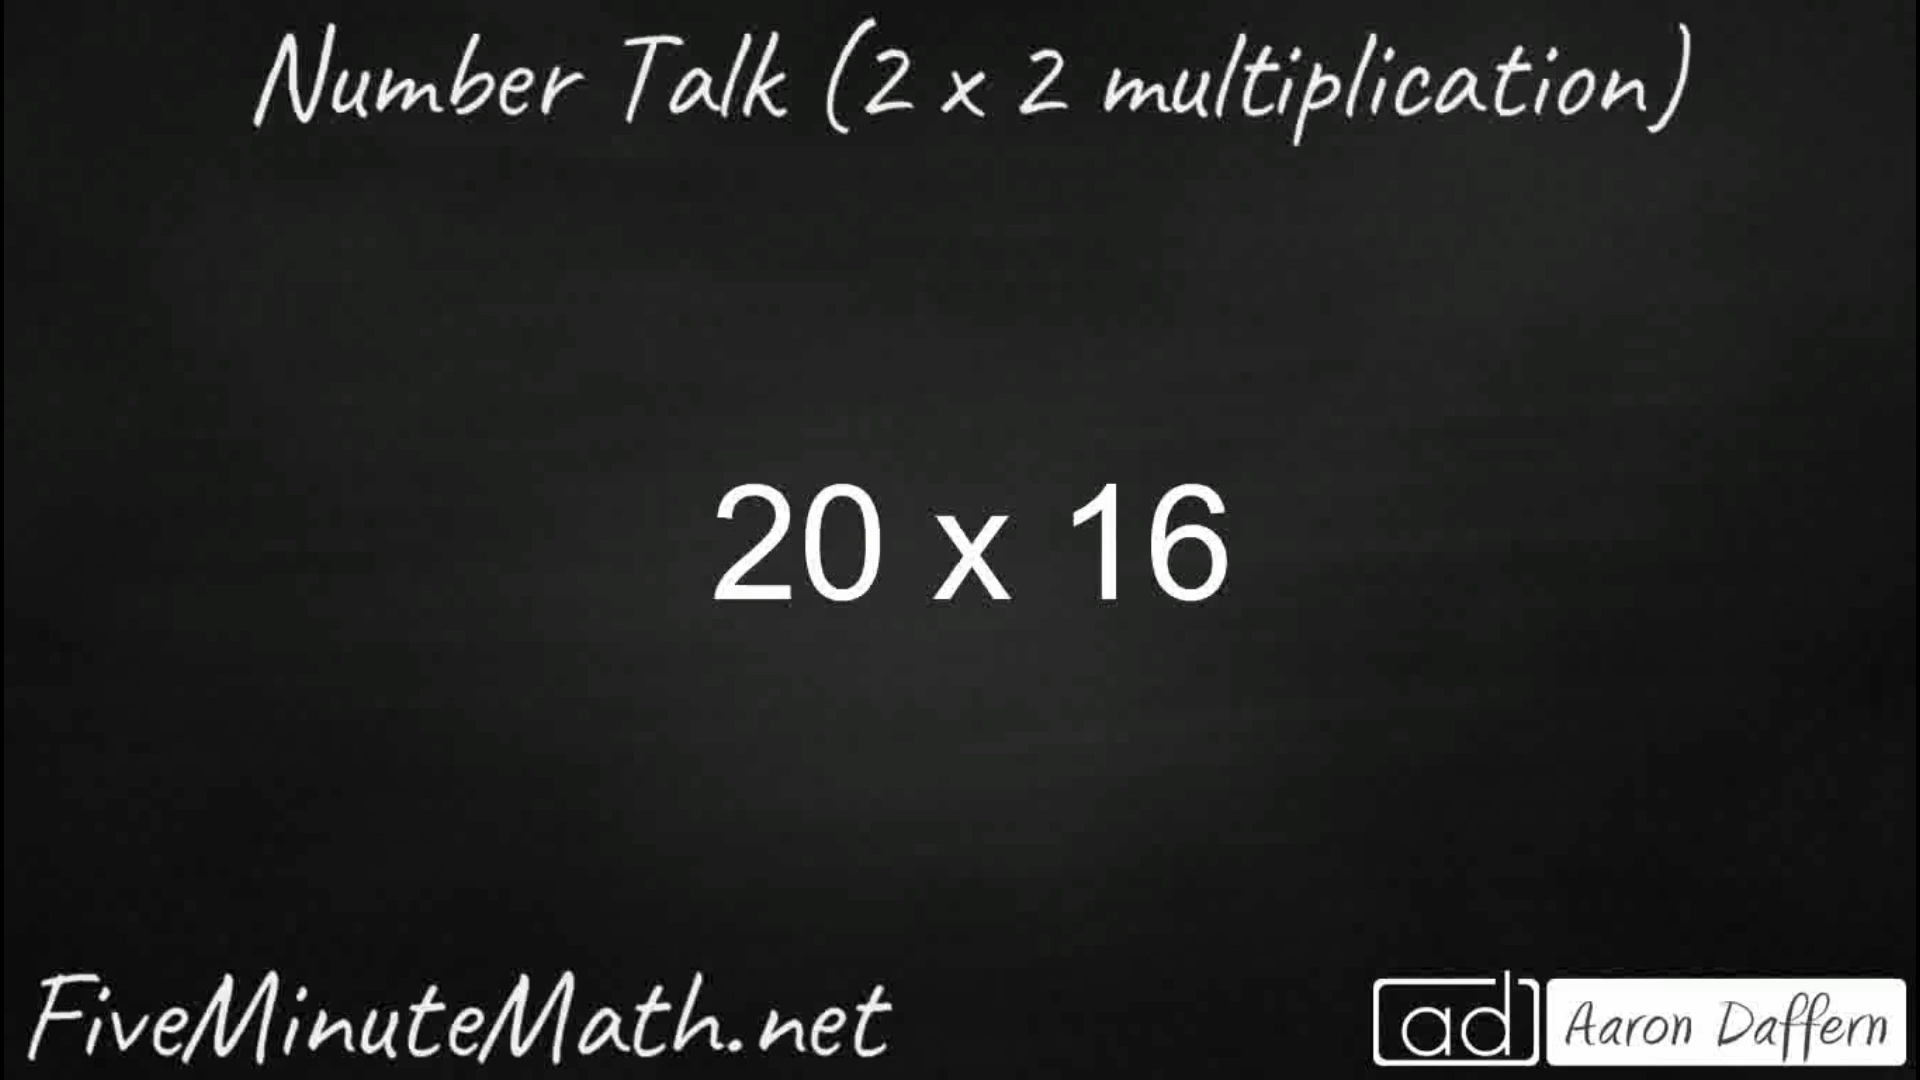 Number Talk (2 x 2 multiplication)
20 x 16
FiveMinuteMath.net
ad Aaron Daffern